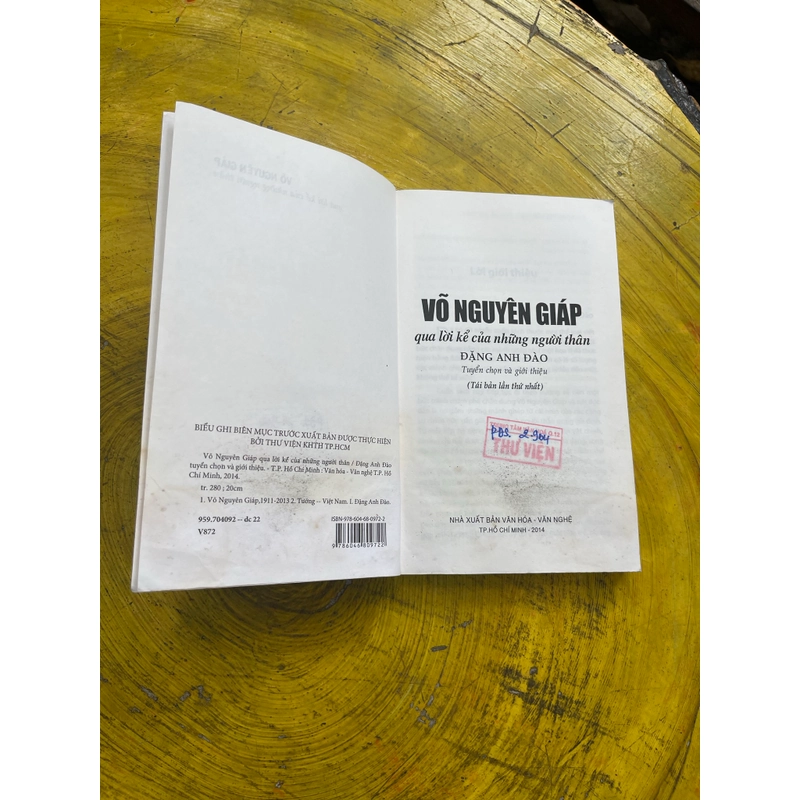 BIỂU GHI BIÊN MỤC TRƯỚC XUẤT BẢN ĐƯỢC THỰC HIỆN
BỞI THƯ VIỆN KHTH TP.HCM
Võ Nguyên Giáp qua lời kể của những người thân / Đặng Anh Đào
tuyển chọn và giới thiệu. - T.P. Hồ Chí Minh : Văn hóa - Văn nghệ T.P. Hồ
Chí Minh, 2014.
tr. 280 ; 20cm
1. Võ Nguyên Giáp,1911-2013 2. Tướng -- Việt Nam. I. Đặng Anh Đào.
959.704092 -- dc 22
V872
ISBN-978-604-68-0972-2
9 786046 809722
VÕ NGUYÊN GIÁP
qua lời kể của những người thân
ĐẶNG ANH ĐÀO
Tuyển chọn và giới thiệu
(Tái bản lần thứ nhất)
THƯ VIỆN
NHÀ XUẤT BẢN VĂN HÓA - VĂN NGHỆ
TP.HỒ CHÍ MINH - 2014